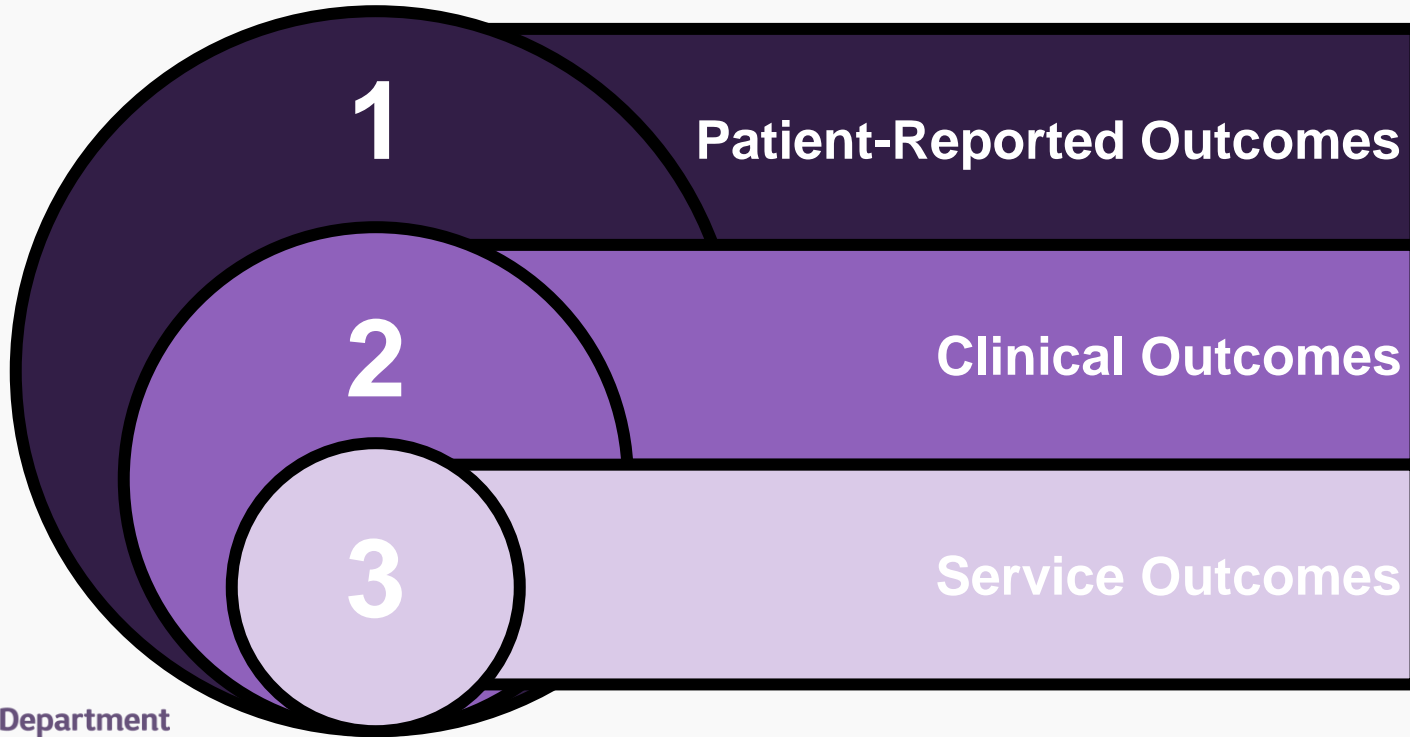 1
Patient-Reported Outcomes
2
Clinical Outcomes
3
Service Outcomes
Department